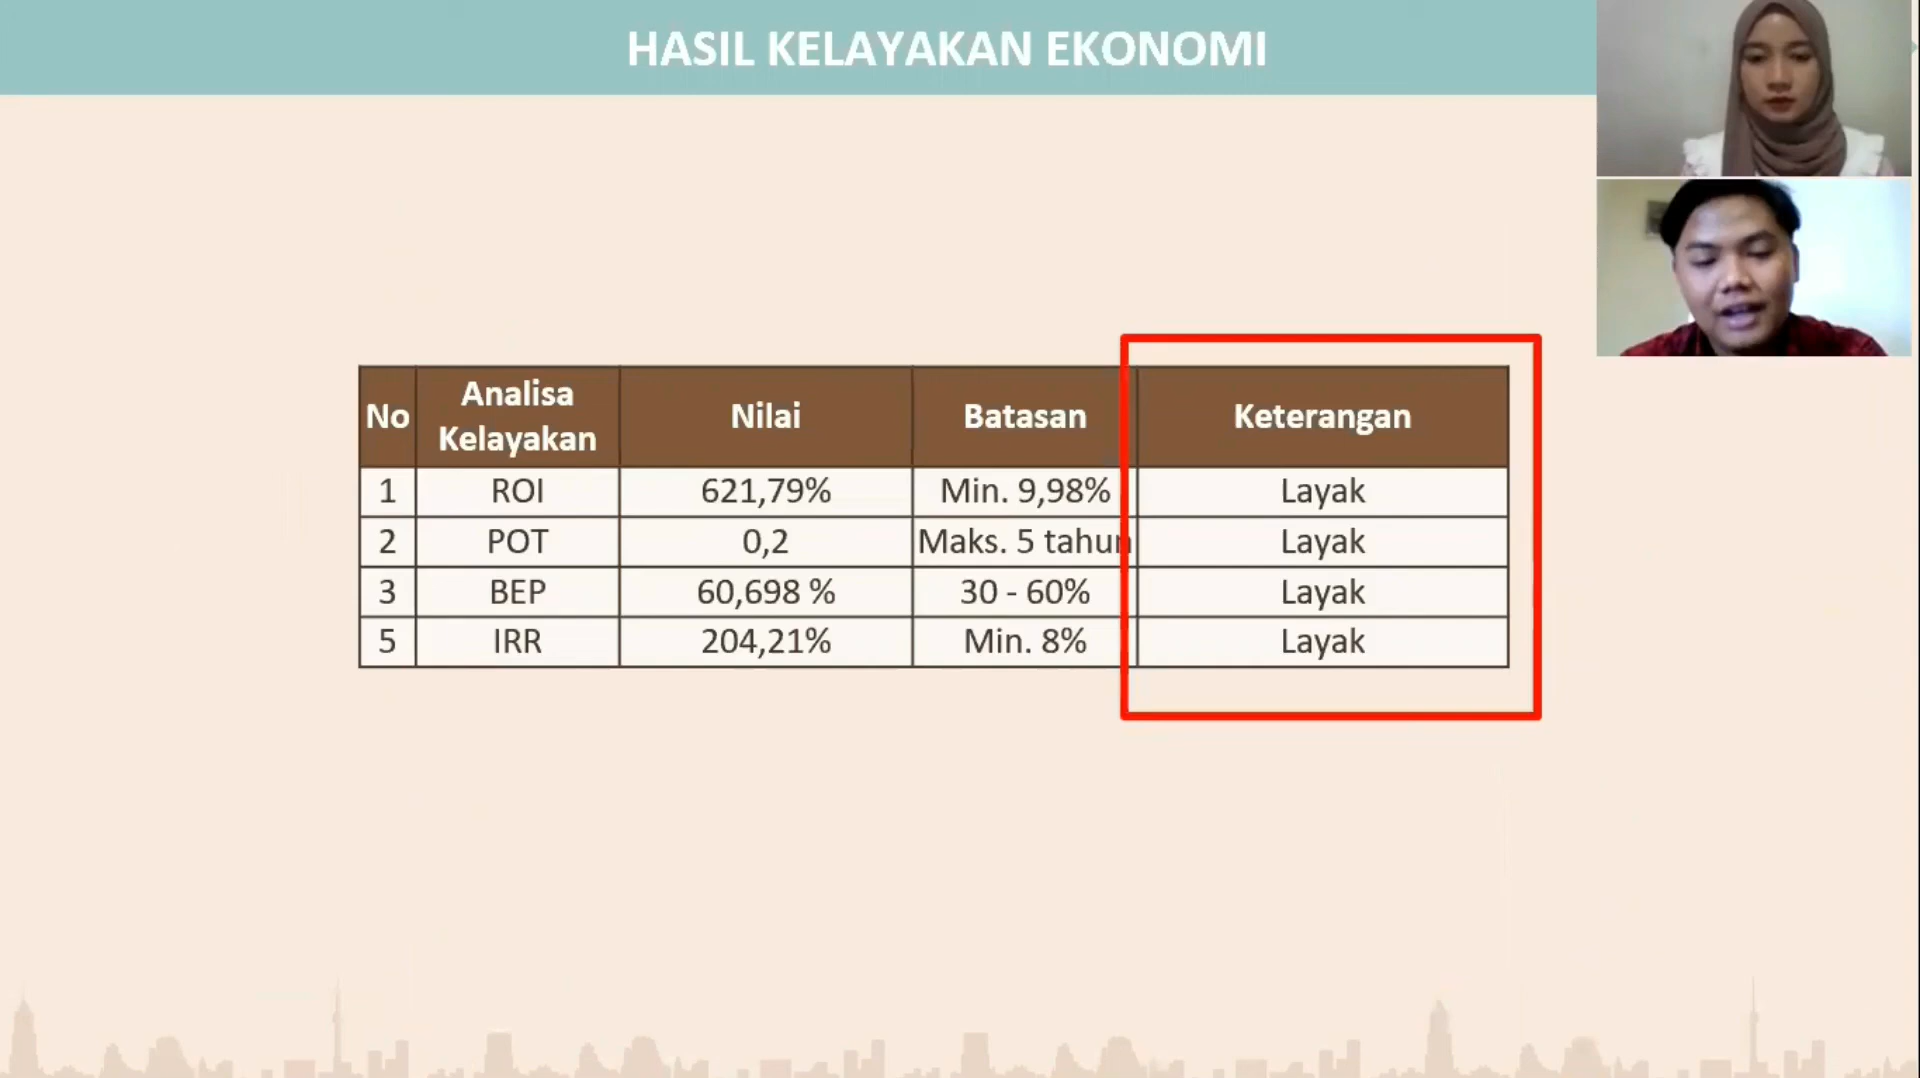 HASIL KELAYAKAN EKONOMI
No Analisa Kelayakan Nilai Batasan Keterangan
1 ROI 621,79% Min. 9,98% Layak
2 POT 0,2 Maks. 5 tahun Layak
3 BEP 60,698 % 30 - 60% Layak
5 IRR 204,21% Min. 8% Layak